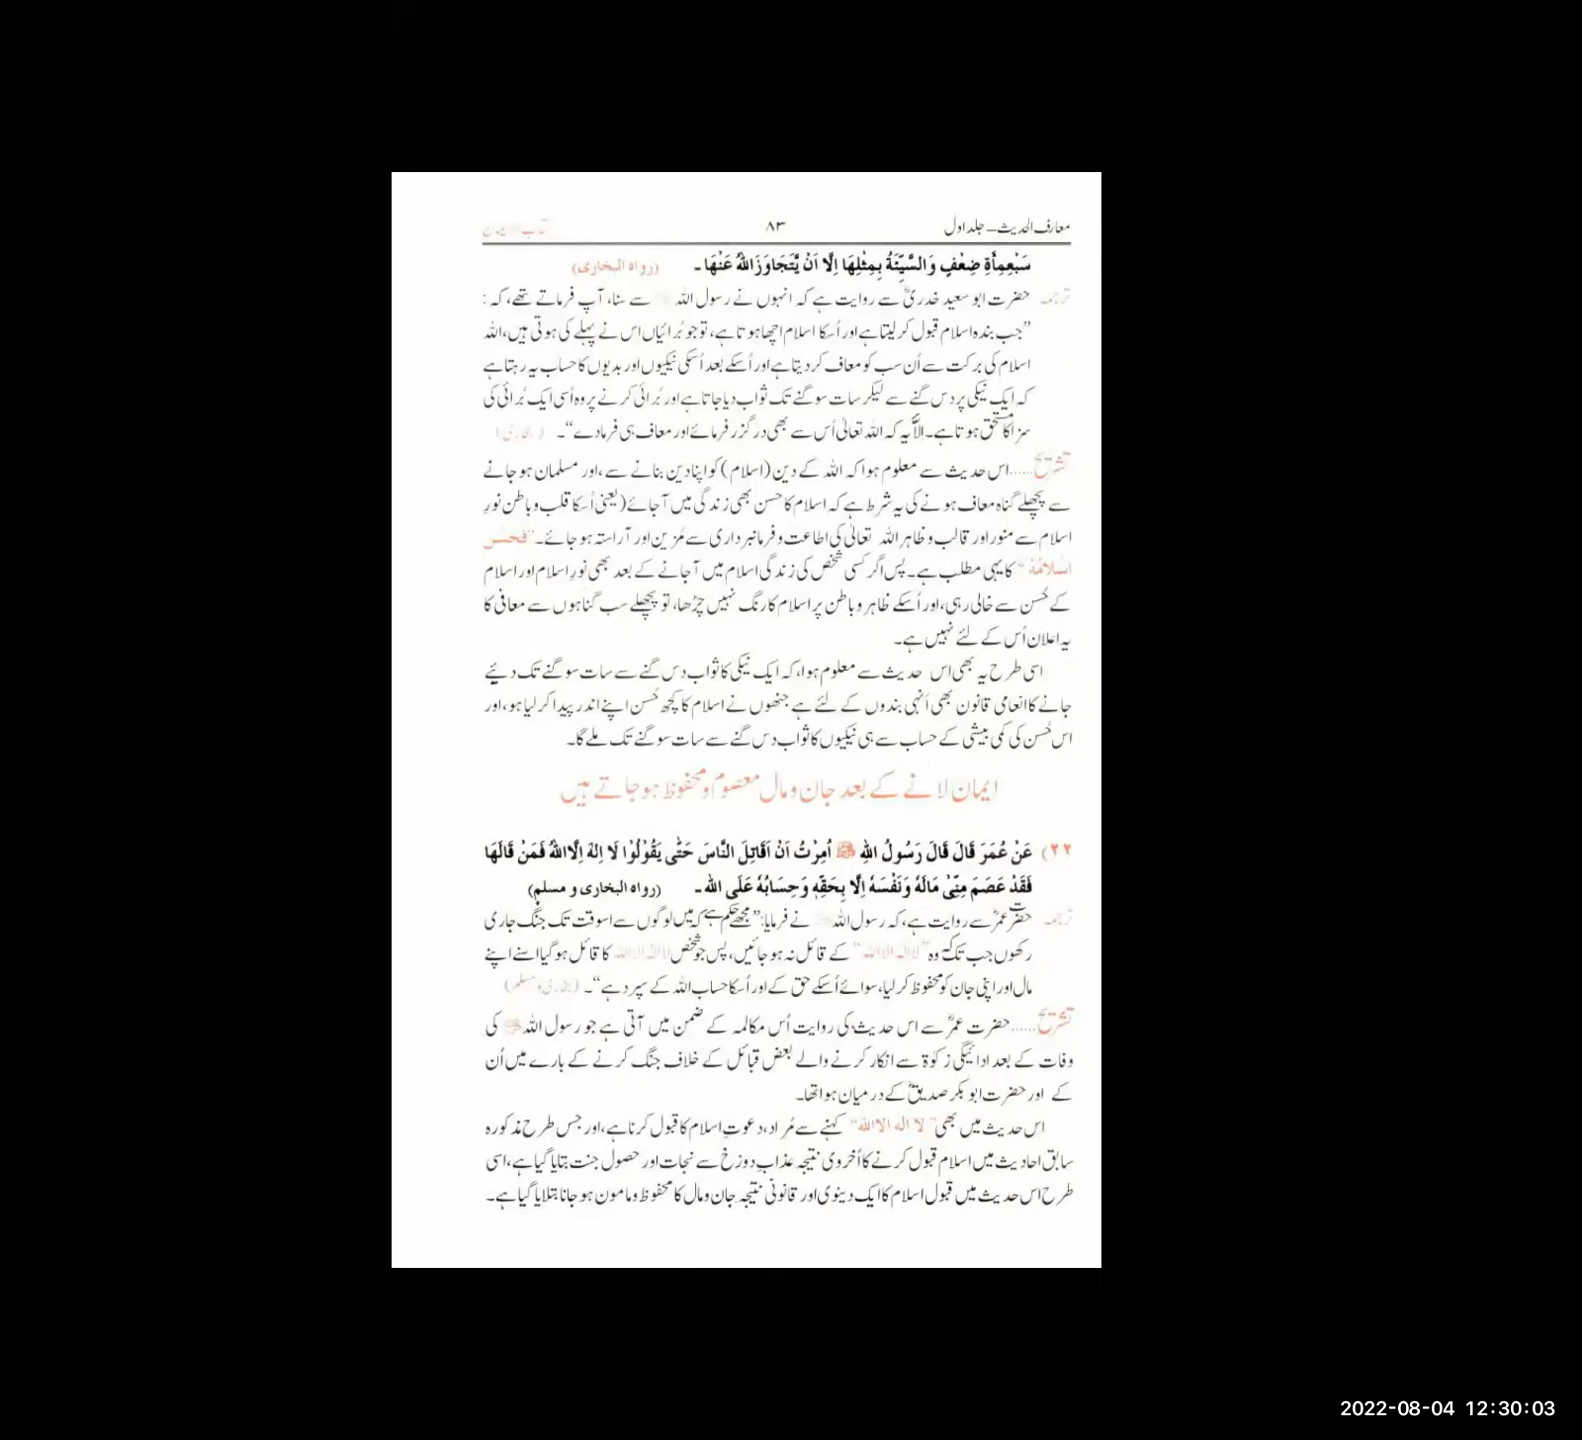 معارف الحدیث – جلد اول ۸۳ کتاب الایمان
سَبْعِمِأَةِ ضِعْفٍ وَالسَّیِّئَةُ بِمِثْلِهَا اِلَّا اَنْ یَّتَجَاوَزَ اللهُ عَنْهَا ۔ (رواه البخاری)
ترجمہ حضرت ابو سعید خدریؓ سے روایت ہے کہ انہوں نے رسول اللہ سے سنا، آپ فرماتے تھے، کہ :
”جب بندہ اسلام قبول کر لیتا ہے اور اُسکا اسلام اچھا ہوتا ہے، تو جو بُرائیاں اس نے پہلے کی ہوتی ہیں، اللہ
اسلام کی برکت سے اُن سب کو معاف کر دیتا ہے اور اُسکے بعد اُسکی نیکیوں اور بدیوں کا حساب یہ رہتا ہے
کہ ایک نیکی پر دس گنے سے لیکر سات سو گنے تک ثواب دیا جاتا ہے اور بُرائی کرنے پر وہ اُسی ایک بُرائی کی
سزا کا مستحق ہوتا ہے۔ اِلاّ یہ کہ اللہ تعالیٰ اُس سے بھی درگزر فرمائے اور معاف ہی فرما دے“۔ (بخاری)
تشریح ..... اس حدیث سے معلوم ہوا کہ اللہ کے دین (اسلام) کو اپنا دین بنانے سے، اور مسلمان ہو جانے
سے پچھلے گناہ معاف ہونے کی یہ شرط ہے کہ اسلام کا حسن بھی زندگی میں آ جائے (یعنی اُسکا قلب و باطن نورِ
اسلام سے منور اور قالب و ظاہر اللہ تعالیٰ کی اطاعت و فرمانبرداری سے مُزین اور آراستہ ہو جائے۔ ”فَحَسُنَ
اِسْلَامُهٗ“ کا یہی مطلب ہے۔ پس اگر کسی شخص کی زندگی اسلام میں آ جانے کے بعد بھی نورِ اسلام اور اسلام
کے حُسن سے خالی رہی، اور اُسکے ظاہر و باطن پر اسلام کا رنگ نہیں چڑھا، تو پچھلے سب گناہوں سے معافی کا
یہ اعلان اُس کے لئے نہیں ہے۔
اسی طرح یہ بھی اس حدیث سے معلوم ہوا، کہ ایک نیکی کا ثواب دس گنے سے سات سو گنے تک دیئے
جانے کا انعامی قانون بھی اُنہی بندوں کے لئے ہے جنھوں نے اسلام کا کچھ حُسن اپنے اندر پیدا کر لیا ہو، اور
اس حُسن کی کمی بیشی کے حساب سے ہی نیکیوں کا ثواب دس گنے سے سات سو گنے تک ملے گا۔
ایمان لانے کے بعد جان و مال معصوم و محفوظ ہو جاتے ہیں
۲۲) عَنْ عُمَرَ قَالَ قَالَ رَسُولُ اللهِ ﷺ اُمِرْتُ اَنْ اُقَاتِلَ النَّاسَ حَتّٰی یَقُوْلُوْا لَا اِلٰهَ اِلَّا اللهُ فَمَنْ قَالَهَا
فَقَدْ عَصَمَ مِنِّیْ مَالَهٗ وَنَفْسَهٗ اِلَّا بِحَقِّهٖ وَحِسَابُهٗ عَلَی الله ۔ (رواه البخاری و مسلم)
ترجمہ حضرت عمرؓ سے روایت ہے، کہ رسول اللہ نے فرمایا: ”مجھے حکم ہے کہ میں لوگوں سے اسوقت تک جنگ جاری
رکھوں جب تک کہ وہ ”لا الہ الا اللہ“ کے قائل نہ ہو جائیں، پس جو شخص لا الہ الا اللہ کا قائل ہو گیا اسنے اپنے
مال اور اپنی جان کو محفوظ کر لیا، سوائے اُسکے حق کے اور اُسکا حساب اللہ کے سپرد ہے“۔ (بخاری و مسلم)
تشریح ..... حضرت عمرؓ سے اس حدیث کی روایت اُس مکالمہ کے ضمن میں آتی ہے جو رسول اللہ ﷺ کی
وفات کے بعد ادائیگی زکوٰۃ سے انکار کرنے والے بعض قبائل کے خلاف جنگ کرنے کے بارے میں اُن
کے اور حضرت ابو بکر صدیقؓ کے درمیان ہوا تھا۔
اس حدیث میں بھی ”لا اله الا الله“ کہنے سے مُراد، دعوتِ اسلام کا قبول کرنا ہے، اور جس طرح مذکورہ
سابق احادیث میں اسلام قبول کرنے کا اُخروی نتیجہ عذابِ دوزخ سے نجات اور حصول جنت بتایا گیا ہے، اسی
طرح اس حدیث میں قبول اسلام کا ایک دینوی اور قانونی نتیجہ جان و مال کا محفوظ و مامون ہو جانا بتلایا گیا ہے۔
2022-08-04 12:30:03